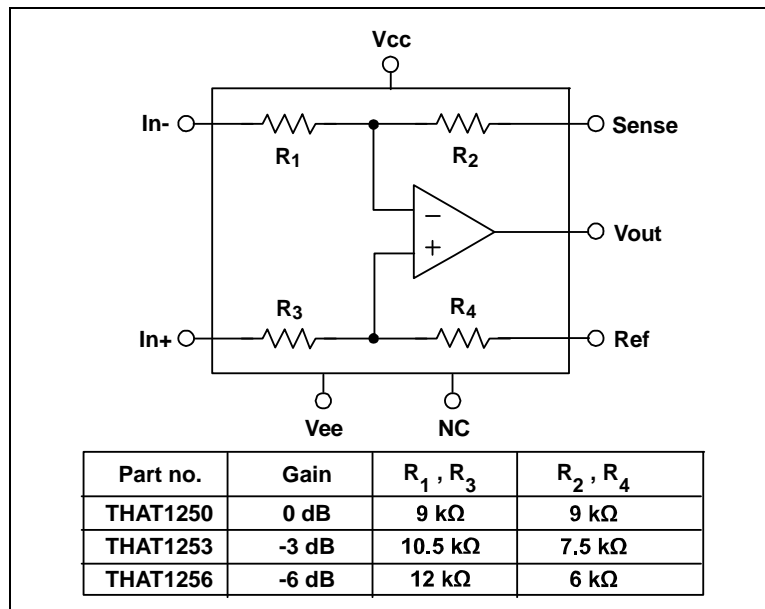 Vcc
In- Sense
R1 R2
−
Vout
+
R3 R4
In+ Ref
Vee NC
Part no. Gain R1 , R3 R2 , R4
THAT1250 0 dB 9 kΩ 9 kΩ
THAT1253 -3 dB 10.5 kΩ 7.5 kΩ
THAT1256 -6 dB 12 kΩ 6 kΩ